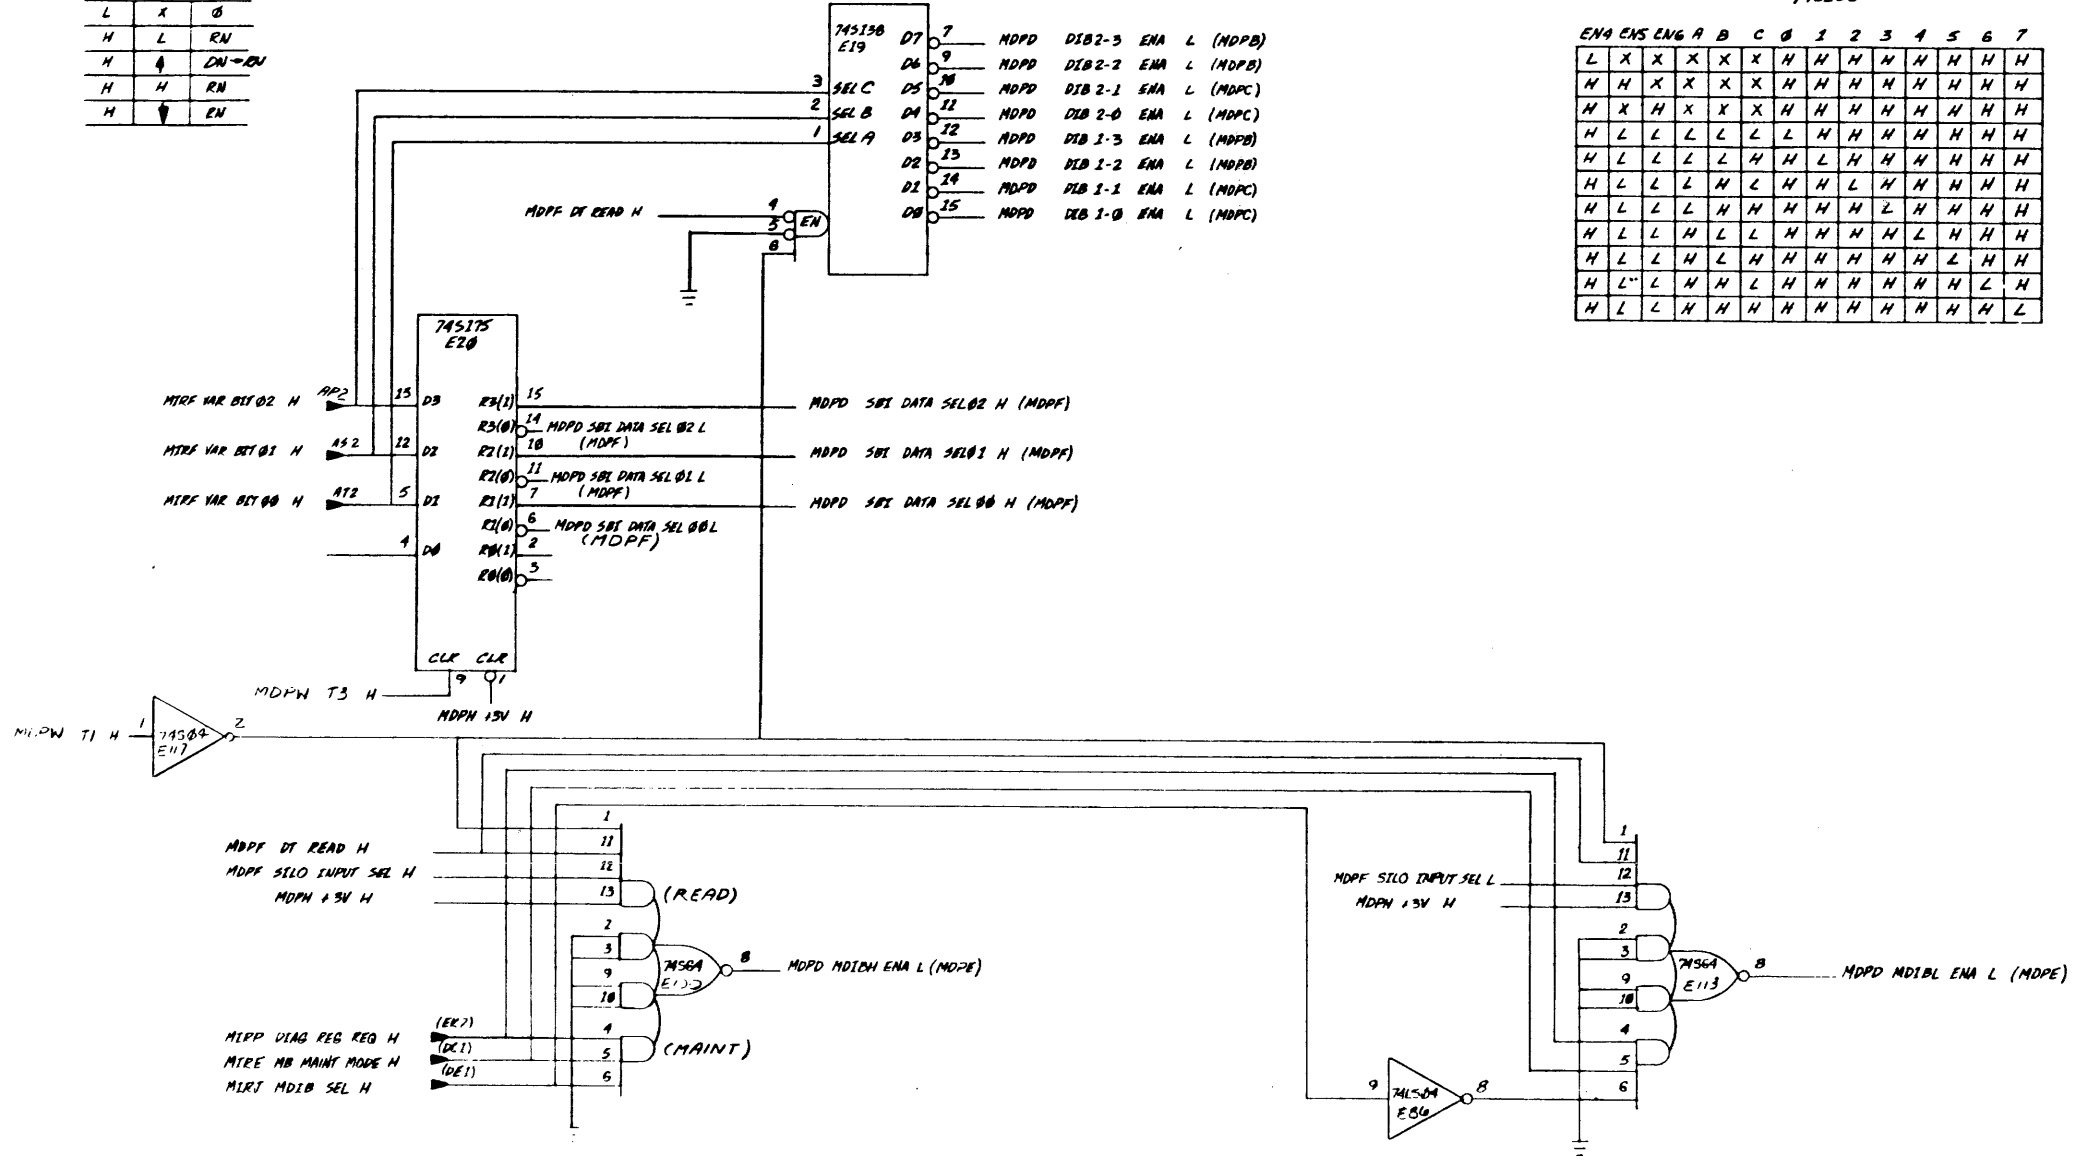 L X Ø
H L RN
H ↑ DN→RN
H H RN
H ↓ RN
74S138
E19
D7 7 MDPD DIB2-3 ENA L (MDPB)
D6 9 MDPD DIB2-2 ENA L (MDPB)
D5 10 MDPD DIB 2-1 ENA L (MDPC)
D4 11 MDPD DIB 2-0 ENA L (MDPC)
D3 12 MDPD DIB 1-3 ENA L (MDPB)
D2 13 MDPD DIB 1-2 ENA L (MDPB)
D1 14 MDPD DIB 1-1 ENA L (MDPC)
DØ 15 MDPD DIB 1-Ø ENA L (MDPC)
3 SEL C
2 SEL B
1 SEL A
MDPF DT READ H 4
5 EN
6
EN4 EN5 EN6 A B C Ø 1 2 3 4 5 6 7
L X X X X X H H H H H H H H
H H X X X X H H H H H H H H
H X H X X X H H H H H H H H
H L L L L L L H H H H H H H
H L L L L H H L H H H H H H
H L L L H L H H L H H H H H
H L L L H H H H H L H H H H
H L L H L L H H H H L H H H
H L L H L H H H H H H L H H
H L L H H L H H H H H H L H
H L L H H H H H H H H H H L
74S175
E2Ø
MIRF VAR BIT Ø2 H AP2 13 D3
R3(1) 15 MDPD SBI DATA SEL02 H (MDPF)
R3(Ø) 14 MDPD SBI DATA SEL Ø2 L
(MDPF)
MIRF VAR BIT Ø1 H AS2 12 D2
R2(1) 10 MDPD SBI DATA SELØ1 H (MDPF)
R2(Ø) 11 MDPD SBI DATA SEL Ø1 L
(MDPF)
MIRF VAR BIT ØØ H AT2 5 D1
R1(1) 7 MDPD SBI DATA SEL ØØ H (MDPF)
R1(Ø) 6 MDPD SBI DATA SEL ØØ L
(MDPF)
4 DØ RØ(1) 2
RØ(Ø) 3
CLK CLR
MDPW T3 H 9 1
MDPH +3V H
T1 H 1 74SØ4 2
E117
1
MDPF DT READ H 11
MDPF SILO INPUT SEL H 12
MDPH +3V H 13 (READ)
2
3 74S64 8 MDPD MDIBH ENA L (MDPE)
9
10
MIRP DIAG REG REQ H 4
MIRE MB MAINT MODE H (DC1) 5 (MAINT)
MIRJ MDIB SEL H (DE1) 6
1
11
MDPF SILO INPUT SEL L 12
MDPH +3V H 13
2
3 74S64 8 MDPD MDIBL ENA L (MDPE)
9 E113
10
4
5
9 74LSØ4 8 6
E86